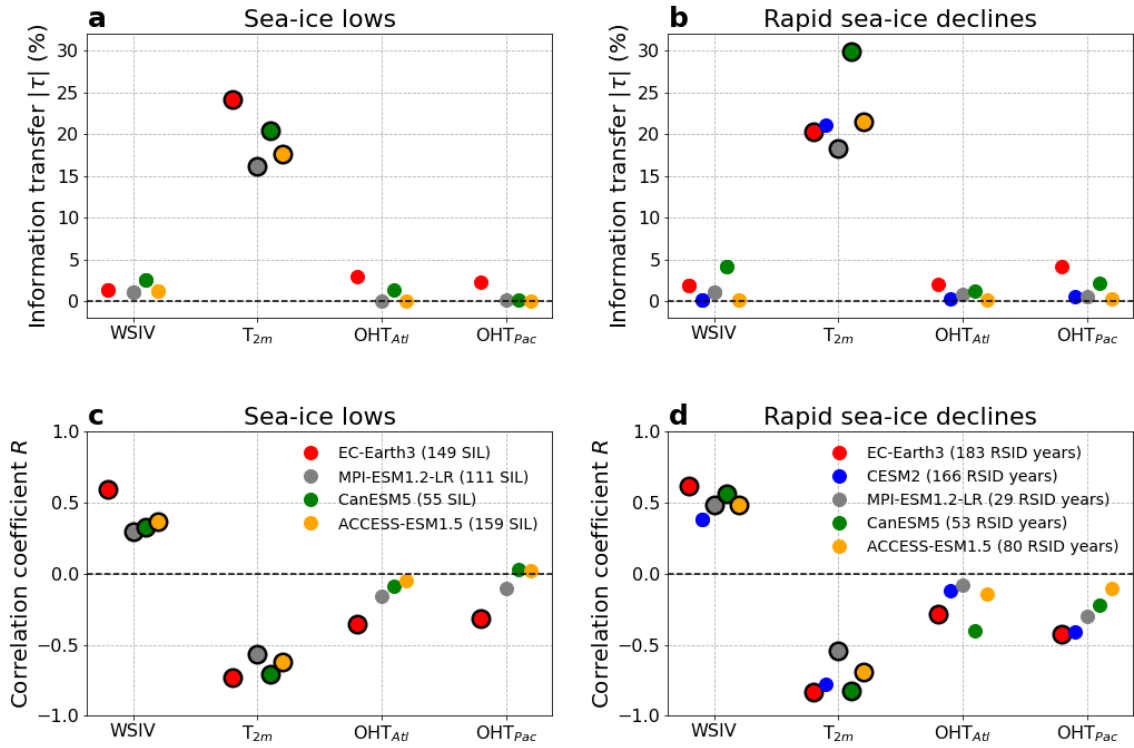 a Sea-ice lows
Information transfer |τ| (%)
30
25
20
15
10
5
0
WSIV T2m OHTAtl OHTPac
b Rapid sea-ice declines
Information transfer |τ| (%)
30
25
20
15
10
5
0
WSIV T2m OHTAtl OHTPac
c Sea-ice lows
Correlation coefficient R
1.0
0.5
0.0
−0.5
−1.0
EC-Earth3 (149 SIL)
MPI-ESM1.2-LR (111 SIL)
CanESM5 (55 SIL)
ACCESS-ESM1.5 (159 SIL)
WSIV T2m OHTAtl OHTPac
d Rapid sea-ice declines
Correlation coefficient R
1.0
0.5
0.0
−0.5
−1.0
EC-Earth3 (183 RSID years)
CESM2 (166 RSID years)
MPI-ESM1.2-LR (29 RSID years)
CanESM5 (53 RSID years)
ACCESS-ESM1.5 (80 RSID years)
WSIV T2m OHTAtl OHTPac